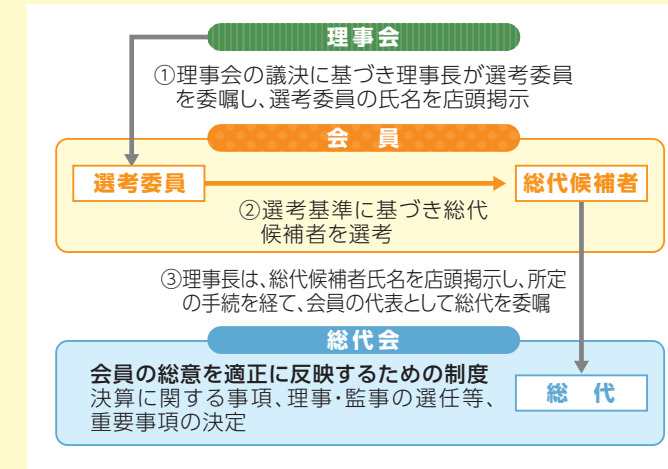 理事会
①理事会の議決に基づき理事長が選考委員
を委嘱し、選考委員の氏名を店頭掲示
会　員
選考委員
総代候補者
②選考基準に基づき総代
候補者を選考
③理事長は、総代候補者氏名を店頭掲示し、所定
の手続を経て、会員の代表として総代を委嘱
総代会
会員の総意を適正に反映するための制度
決算に関する事項、理事・監事の選任等、
重要事項の決定
総　代